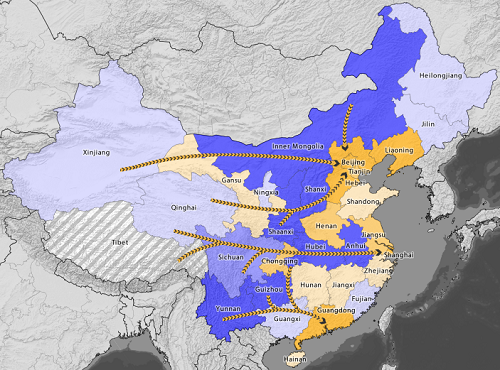 Heilongjiang
Jilin
Inner Mongolia
Liaoning
Beijing
Tianjin
Xinjiang
Gansu
Ningxia
Shanxi
Hebei
Shandong
Qinghai
Shaanxi
Henan
Jiangsu
Tibet
Sichuan
Chongqing
Hubei
Anhui
Shanghai
Zhejiang
Guizhou
Hunan
Jiangxi
Fujian
Yunnan
Guangxi
Guangdong
Hainan